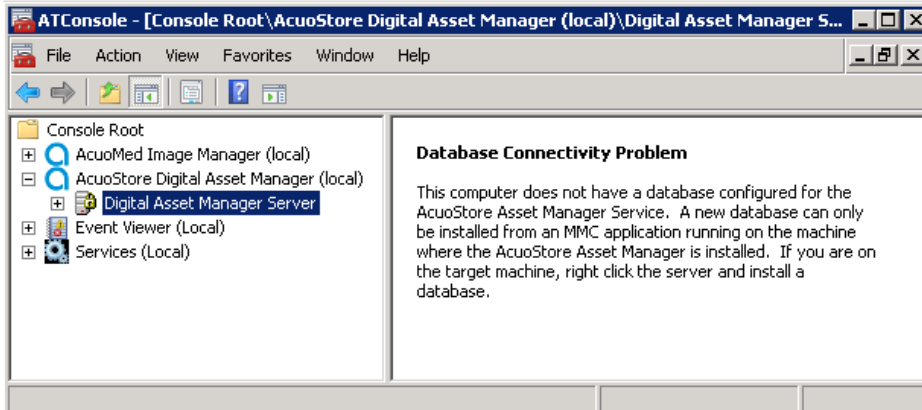 ATConsole - [Console Root\AcuoStore Digital Asset Manager (local)\Digital Asset Manager S...
File Action View Favorites Window Help
Console Root
AcuoMed Image Manager (local)
AcuoStore Digital Asset Manager (local)
Digital Asset Manager Server
Event Viewer (Local)
Services (Local)
Database Connectivity Problem
This computer does not have a database configured for the
AcuoStore Asset Manager Service. A new database can only
be installed from an MMC application running on the machine
where the AcuoStore Asset Manager is installed. If you are on
the target machine, right click the server and install a
database.